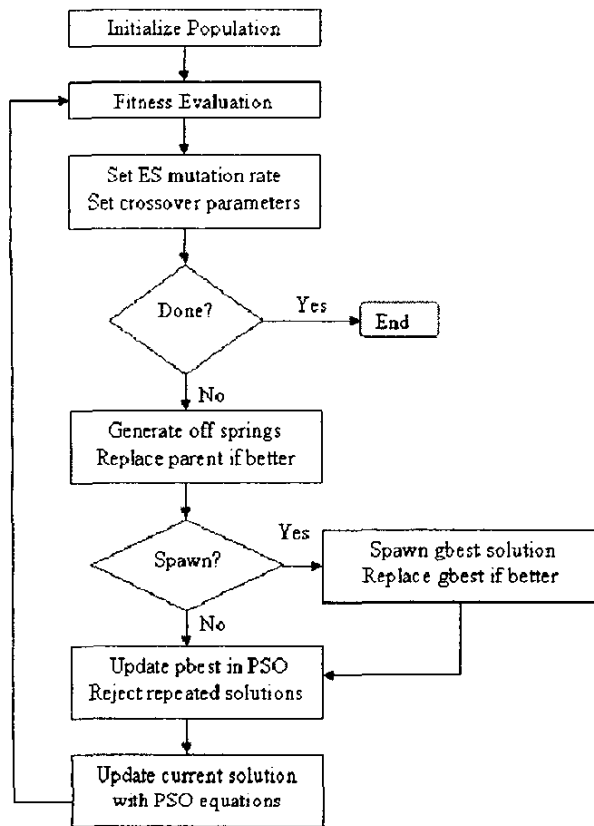 Initialize Population
Fitness Evaluation
Set ES mutation rate
Set crossover parameters
Done?
Yes
End
No
Generate off springs
Replace parent if better
Spawn?
Yes
Spawn gbest solution
Replace gbest if better
No
Update pbest in PSO
Reject repeated solutions
Update current solution
with PSO equations